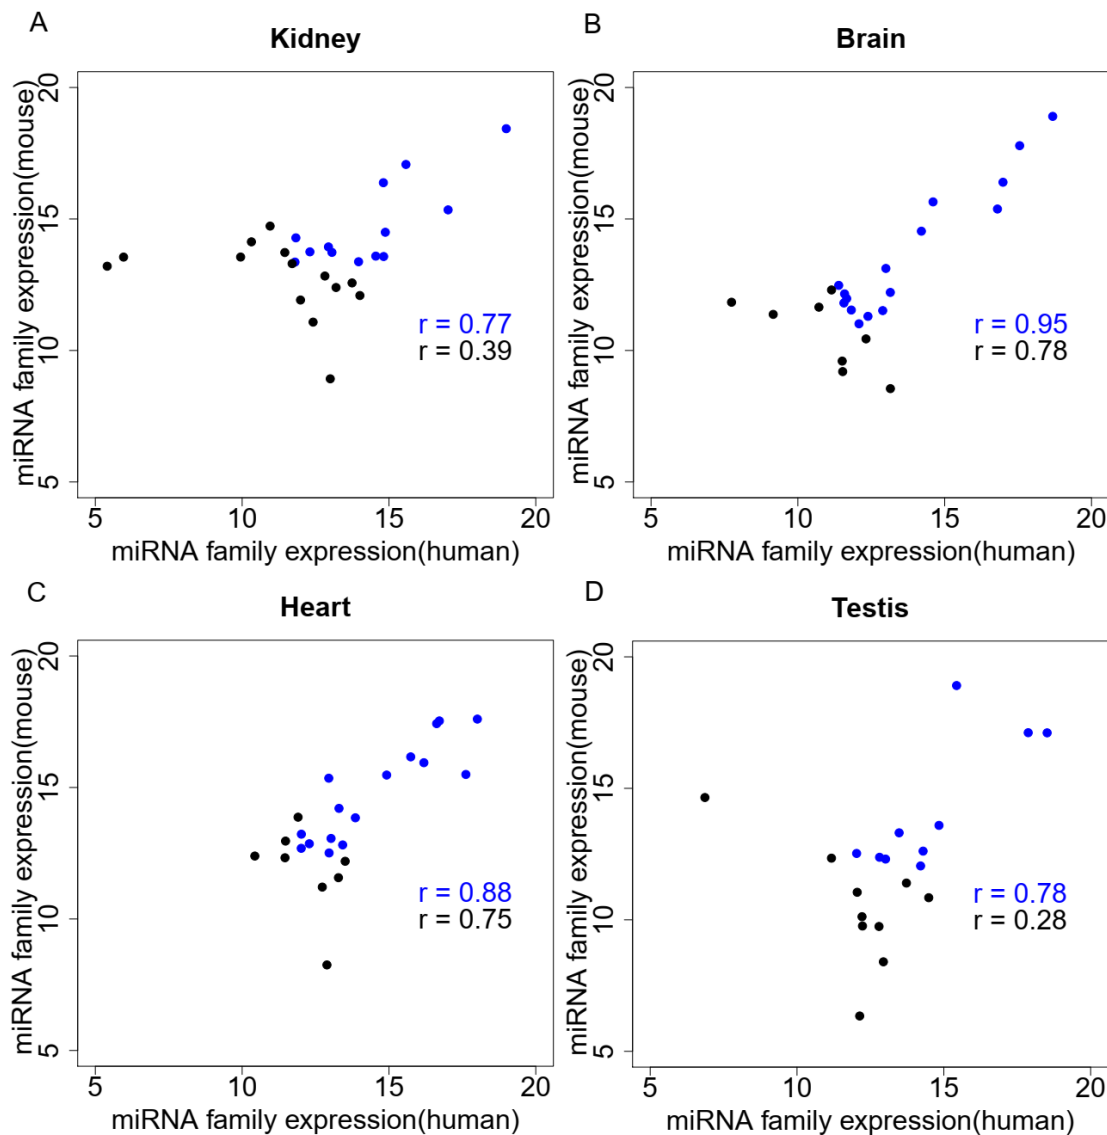 A
Kidney
miRNA family expression(mouse)
20
15
10
5
r = 0.77
r = 0.39
5 10 15 20
miRNA family expression(human)
B
Brain
miRNA family expression(mouse)
20
15
10
5
r = 0.95
r = 0.78
5 10 15 20
miRNA family expression(human)
C
Heart
miRNA family expression(mouse)
20
15
10
5
r = 0.88
r = 0.75
5 10 15 20
miRNA family expression(human)
D
Testis
miRNA family expression(mouse)
20
15
10
5
r = 0.78
r = 0.28
5 10 15 20
miRNA family expression(human)